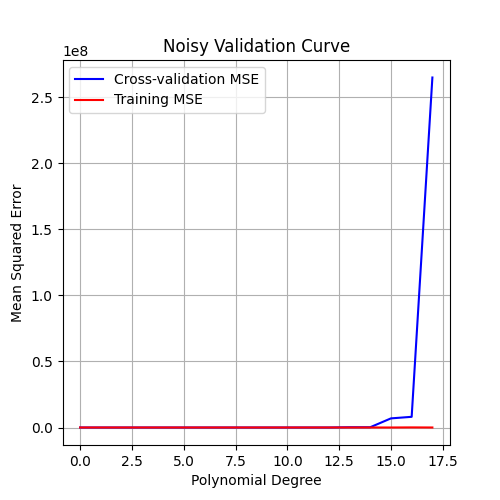 Noisy Validation Curve
1e8
Cross-validation MSE
Training MSE
2.5
2.0
1.5
1.0
0.5
0.0
Mean Squared Error
0.0 2.5 5.0 7.5 10.0 12.5 15.0 17.5
Polynomial Degree